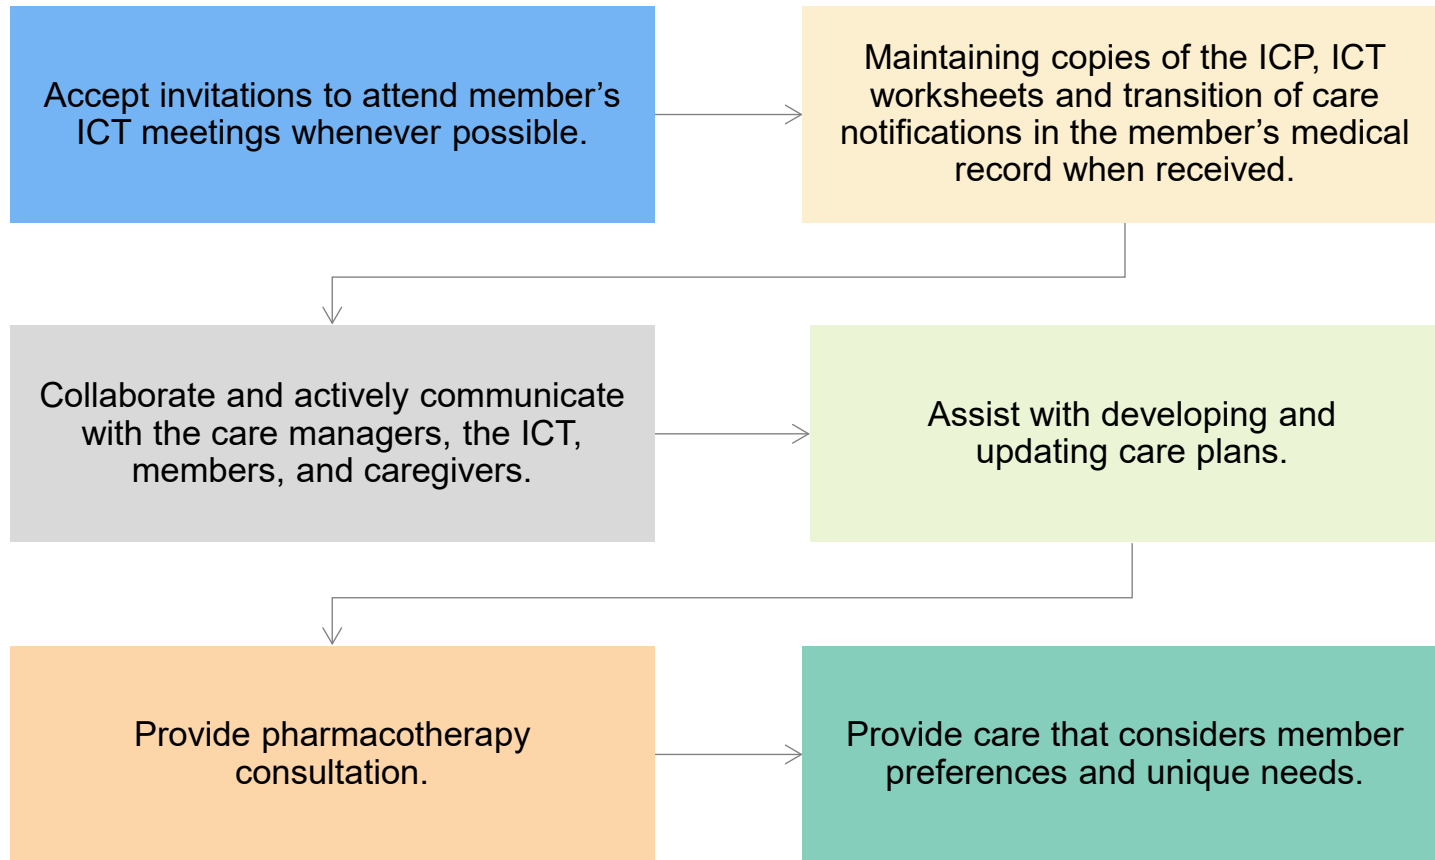 Accept invitations to attend member’s
ICT meetings whenever possible.
Maintaining copies of the ICP, ICT
worksheets and transition of care
notifications in the member’s medical
record when received.
Collaborate and actively communicate
with the care managers, the ICT,
members, and caregivers.
Assist with developing and
updating care plans.
Provide pharmacotherapy
consultation.
Provide care that considers member
preferences and unique needs.